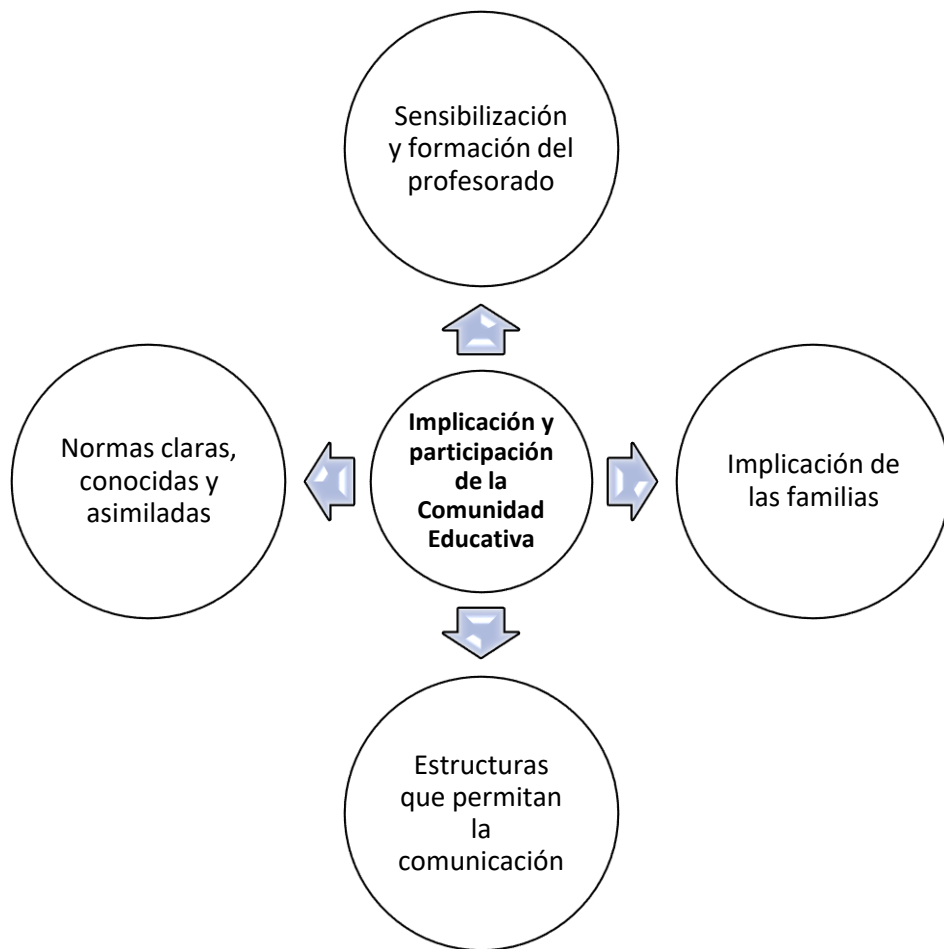 Sensibilización
y formación del
profesorado
Normas claras,
conocidas y
asimiladas
Implicación y
participación
de la
Comunidad
Educativa
Implicación de
las familias
Estructuras
que permitan
la
comunicación